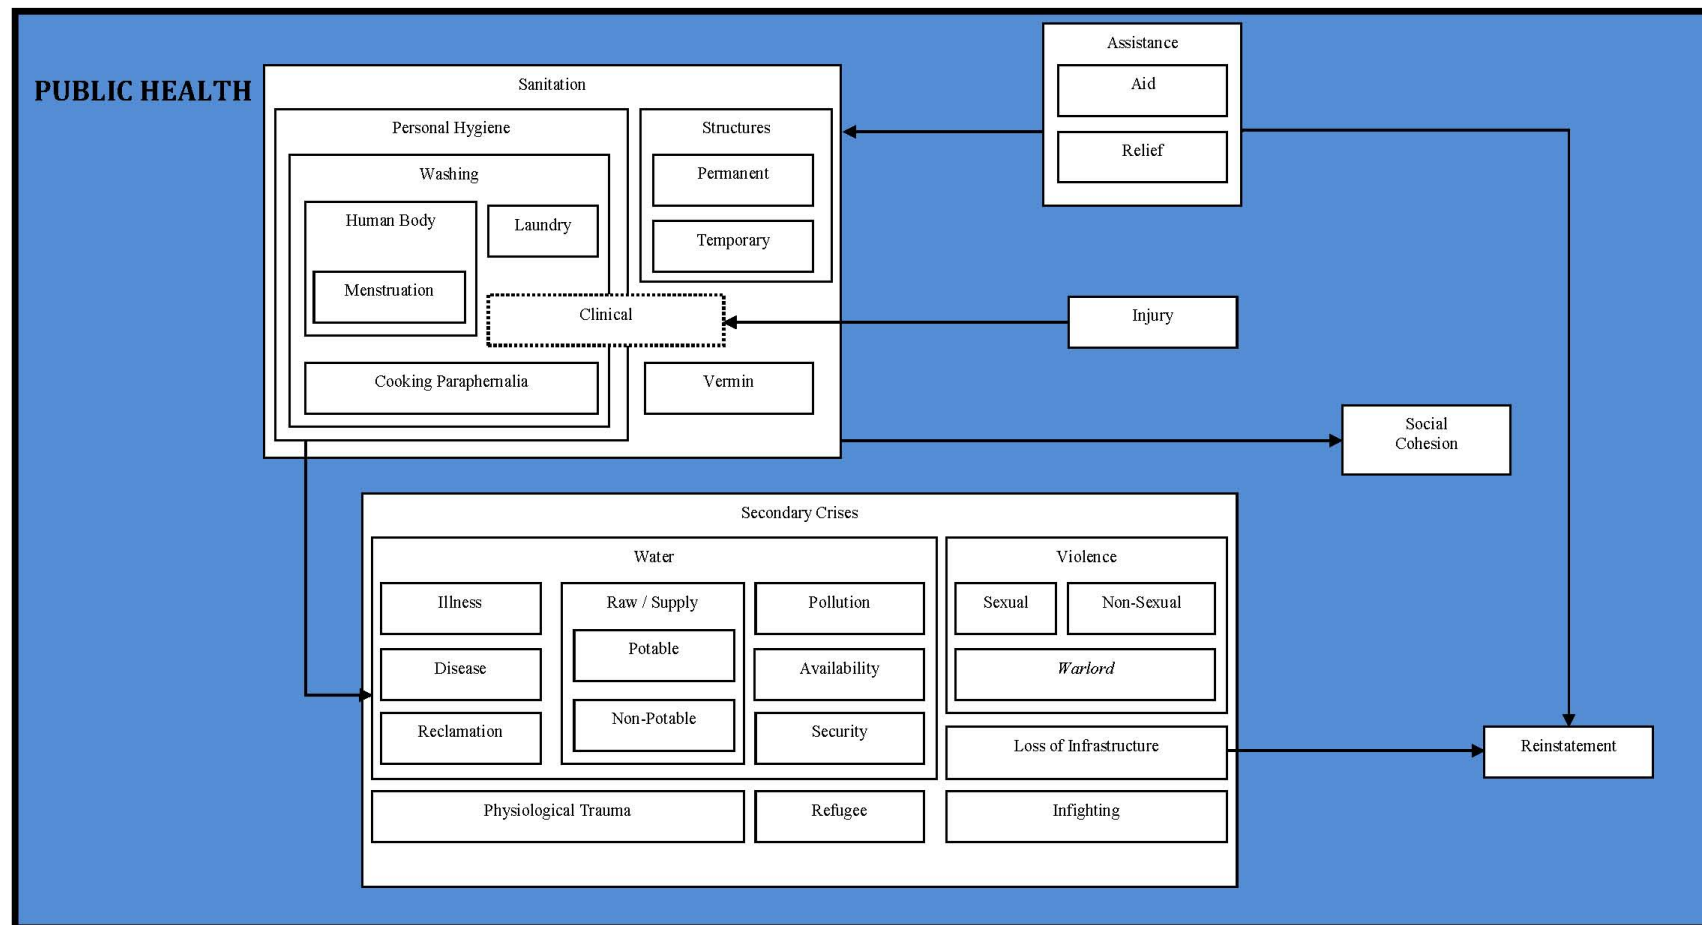 PUBLIC HEALTH
Sanitation
Personal Hygiene
Washing
Human Body
Menstruation
Laundry
Clinical
Cooking Paraphernalia
Structures
Permanent
Temporary
Vermin
Assistance
Aid
Relief
Injury
Social
Cohesion
Secondary Crises
Water
Illness
Disease
Reclamation
Raw / Supply
Potable
Non-Potable
Pollution
Availability
Security
Violence
Sexual
Non-Sexual
Warlord
Loss of Infrastructure
Physiological Trauma
Refugee
Infighting
Reinstatement